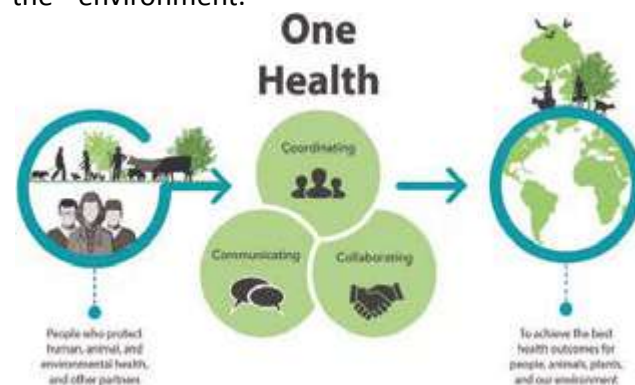 the environment.
One
Health
Coordinating
Communicating
Collaborating
People who protect
human, animal, and
environmental health,
and other partners
To achieve the best
health outcomes for
people, animals, plants,
and our environment